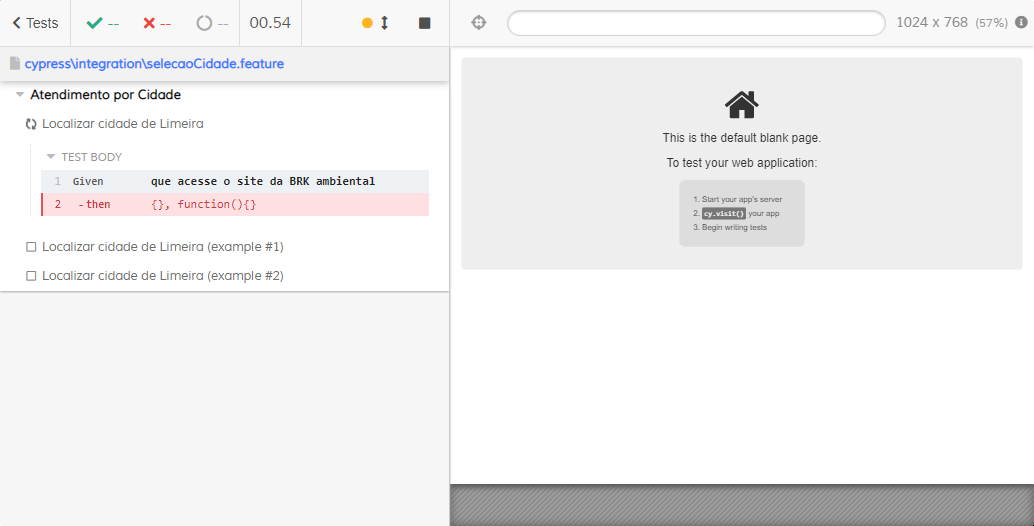 Tests -- -- -- 00.54
cypress\integration\selecaoCidade.feature
Atendimento por Cidade
Localizar cidade de Limeira
TEST BODY
1 Given que acesse o site da BRK ambiental
2 -then {}, function(){}
Localizar cidade de Limeira (example #1)
Localizar cidade de Limeira (example #2)
1024 x 768 (57%)
This is the default blank page.
To test your web application:
1. Start your app's server
2. cy.visit() your app
3. Begin writing tests